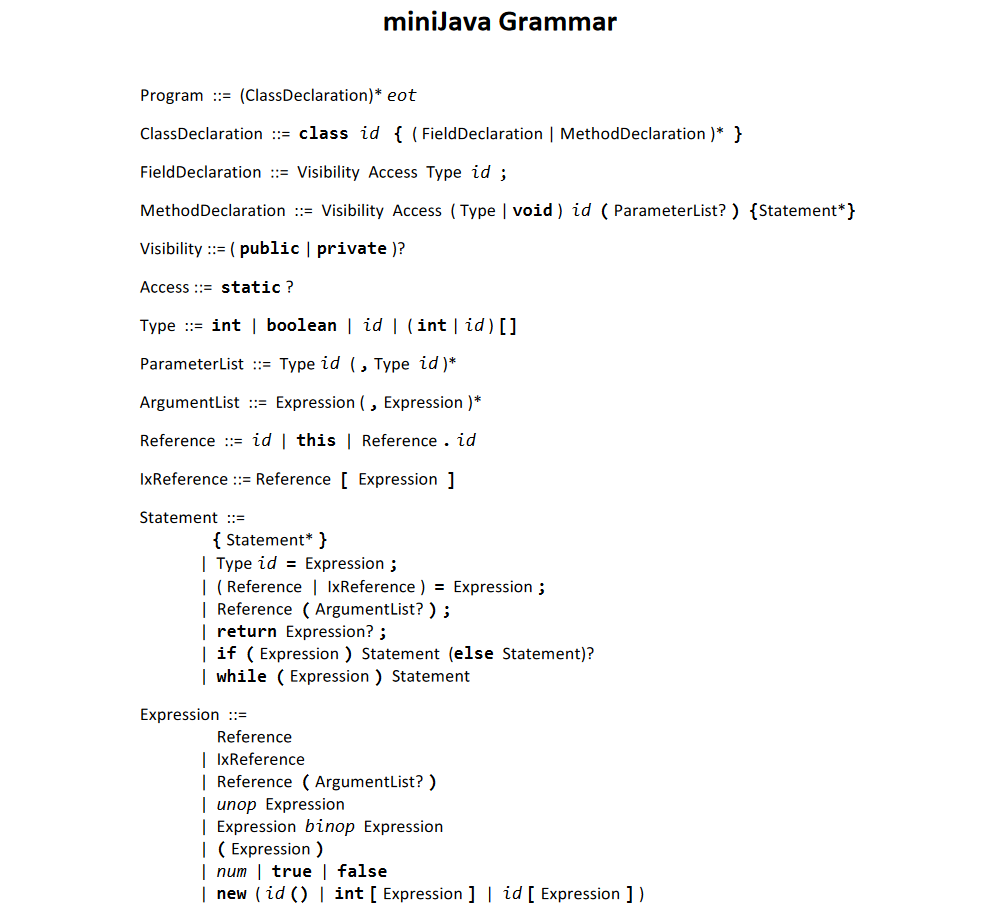 miniJava Grammar
Program ::= (ClassDeclaration)* eot
ClassDeclaration ::= class id { ( FieldDeclaration | MethodDeclaration )* }
FieldDeclaration ::= Visibility Access Type id ;
MethodDeclaration ::= Visibility Access ( Type | void ) id ( ParameterList? ) {Statement*}
Visibility ::= ( public | private )?
Access ::= static ?
Type ::= int | boolean | id | ( int | id ) []
ParameterList ::= Type id ( , Type id )*
ArgumentList ::= Expression ( , Expression )*
Reference ::= id | this | Reference . id
IxReference ::= Reference [ Expression ]
Statement ::=
{ Statement* }
| Type id = Expression ;
| ( Reference | IxReference ) = Expression ;
| Reference ( ArgumentList? ) ;
| return Expression? ;
| if ( Expression ) Statement (else Statement)?
| while ( Expression ) Statement
Expression ::=
Reference
| IxReference
| Reference ( ArgumentList? )
| unop Expression
| Expression binop Expression
| ( Expression )
| num | true | false
| new ( id () | int [ Expression ] | id [ Expression ] )